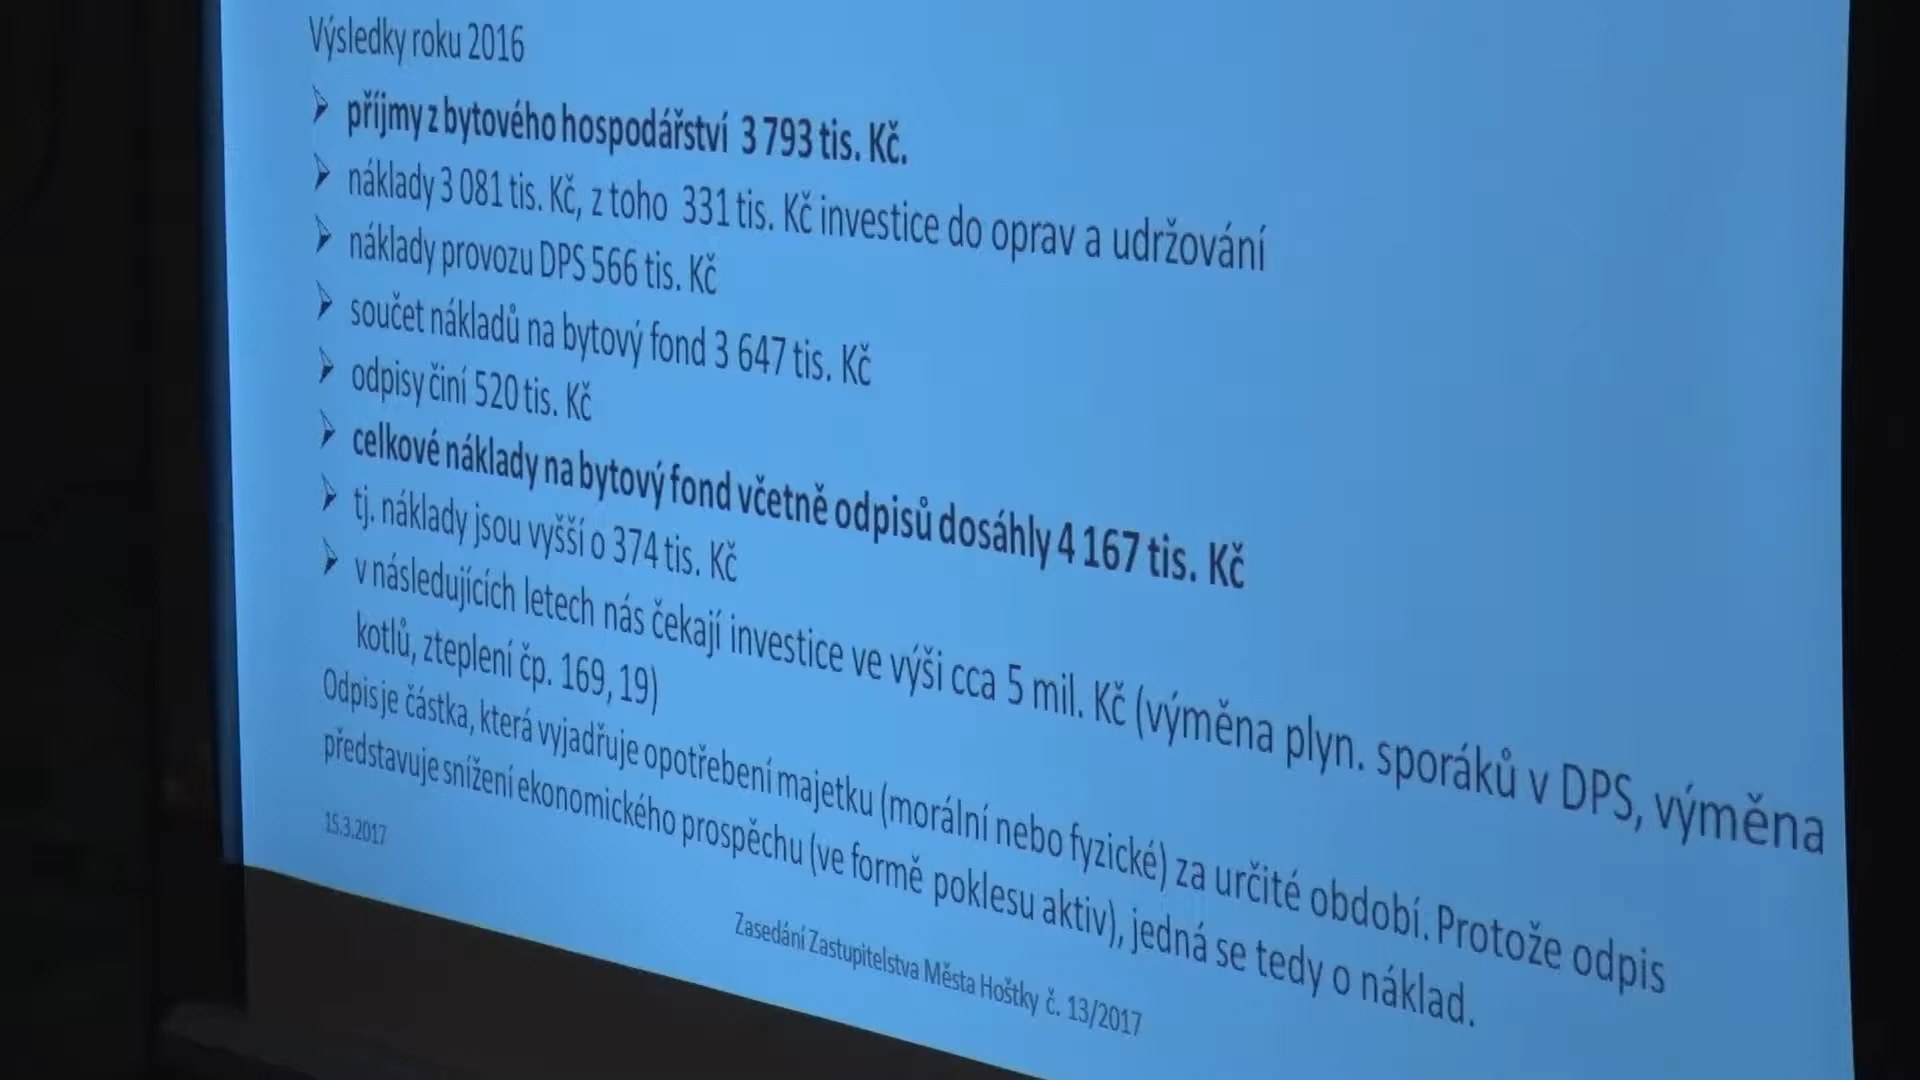 Výsledky roku 2016
příjmy z bytového hospodářství 3 793 tis. Kč.
náklady 3 081 tis. Kč, z toho 331 tis. Kč investice do oprav a udržování
náklady provozu DPS 566 tis. Kč
součet nákladů na bytový fond 3 647 tis. Kč
odpisy činí 520 tis. Kč
celkové náklady na bytový fond včetně odpisů dosáhly 4 167 tis. Kč
tj. náklady jsou vyšší o 374 tis. Kč
v následujících letech nás čekají investice ve výši cca 5 mil. Kč (výměna plyn. sporáků v DPS, výměna
kotlů, zteplení čp. 169, 19)
Odpis je částka, která vyjadřuje opotřebení majetku (morální nebo fyzické) za určité období. Protože odpis
představuje snížení ekonomického prospěchu (ve formě poklesu aktiv), jedná se tedy o náklad.
15.3.2017
Zasedání Zastupitelstva Města Hoštky č. 13/2017